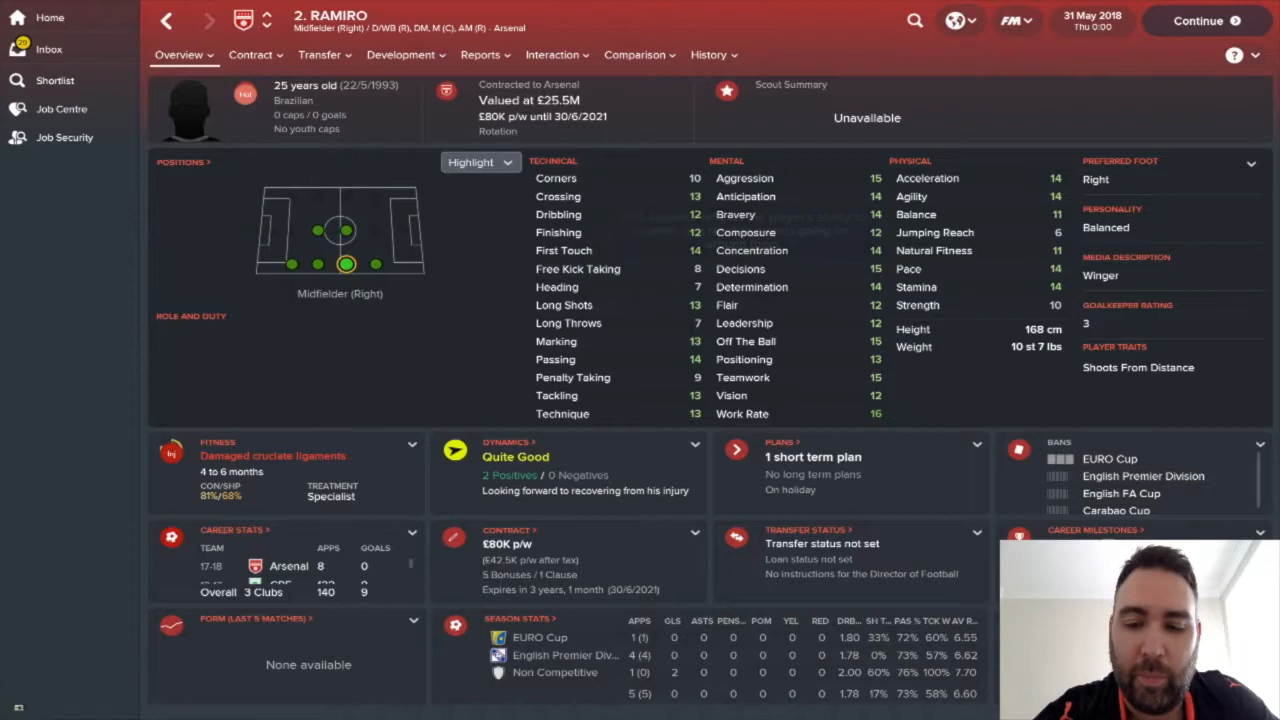 Home
29
Inbox
Shortlist
Job Centre
Job Security
2. RAMIRO
Midfielder (Right) / D/WB (R), DM, M (C), AM (R) - Arsenal
FM
31 May 2018
Thu 0:00
Continue
Overview Contract Transfer Development Reports Interaction Comparison History
?
Hol
25 years old (22/5/1993)
Brazilian
0 caps / 0 goals
No youth caps
Contracted to Arsenal
Valued at £25.5M
£80K p/w until 30/6/2021
Rotation
Scout Summary
Unavailable
POSITIONS >
Highlight
Midfielder (Right)
ROLE AND DUTY
TECHNICAL
Corners 10
Crossing 13
Dribbling 12
Finishing 12
First Touch 14
Free Kick Taking 8
Heading 7
Long Shots 13
Long Throws 7
Marking 13
Passing 14
Penalty Taking 9
Tackling 13
Technique 13
MENTAL
Aggression 15
Anticipation 14
Bravery 14
Composure 12
Concentration 14
Decisions 15
Determination 14
Flair 12
Leadership 12
Off The Ball 15
Positioning 13
Teamwork 15
Vision 12
Work Rate 16
PHYSICAL
Acceleration 14
Agility 14
Balance 11
Jumping Reach 6
Natural Fitness 11
Pace 14
Stamina 14
Strength 10
Height 168 cm
Weight 10 st 7 lbs
PREFERRED FOOT
Right
PERSONALITY
Balanced
MEDIA DESCRIPTION
Winger
GOALKEEPER RATING
3
PLAYER TRAITS
Shoots From Distance
Inj
FITNESS
Damaged cruciate ligaments
4 to 6 months
CON/SHP TREATMENT
81%/68% Specialist
DYNAMICS >
Quite Good
2 Positives / 0 Negatives
Looking forward to recovering from his injury
PLANS >
1 short term plan
No long term plans
On holiday
BANS
EURO Cup
English Premier Division
English FA Cup
Carabao Cup
CAREER STATS >
TEAM APPS GOALS
17-18 Arsenal 8 0
Overall 3 Clubs 140 9
CONTRACT >
£80K p/w
(£42.5K p/w after tax)
5 Bonuses / 1 Clause
Expires in 3 years, 1 month (30/6/2021)
TRANSFER STATUS >
Transfer status not set
Loan status not set
No instructions for the Director of Football
CAREER MILESTONES >
FORM (LAST 5 MATCHES) >
None available
SEASON STATS >
APPS GLS ASTS PENS... POM YEL RED DRB... SH T... PAS % TCK W AV R...
EURO Cup 1 (1) 0 0 0 0 0 0 1.80 33% 72% 60% 6.55
English Premier Div... 4 (4) 0 0 0 0 0 0 1.78 0% 73% 57% 6.62
Non Competitive 1 (0) 2 0 0 0 0 0 2.00 60% 76% 100% 7.70
5 (5) 0 0 0 0 0 0 1.78 17% 73% 58% 6.60